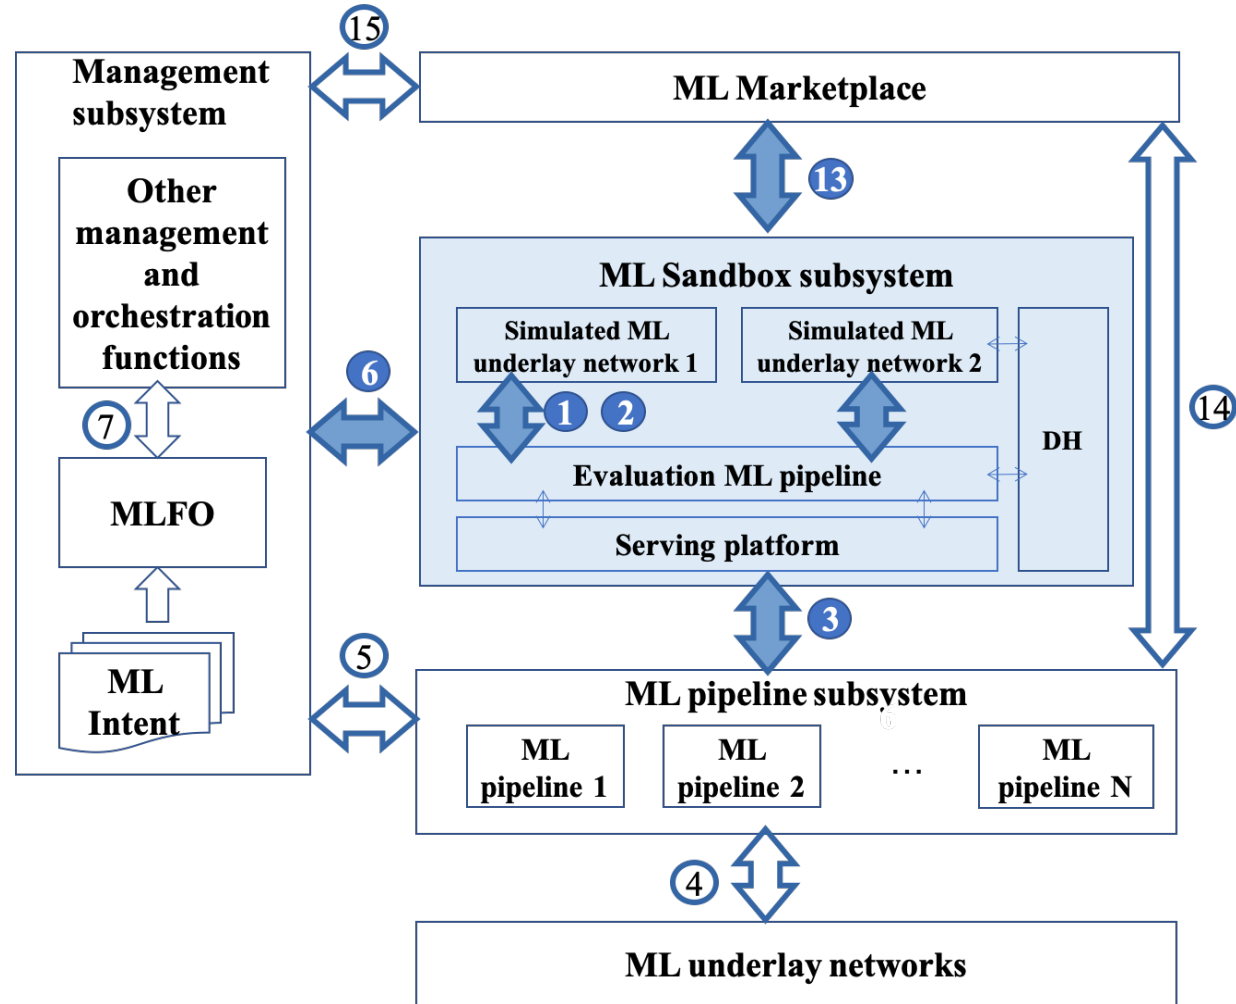 15
Management
subsystem
ML Marketplace
Other
management
and
orchestration
functions
13
ML Sandbox subsystem
Simulated ML
underlay network 1
Simulated ML
underlay network 2
6
1
2
14
7
DH
Evaluation ML pipeline
MLFO
Serving platform
3
5
ML
Intent
ML pipeline subsystem
6
ML
pipeline 1
ML
pipeline 2
...
ML
pipeline N
4
ML underlay networks